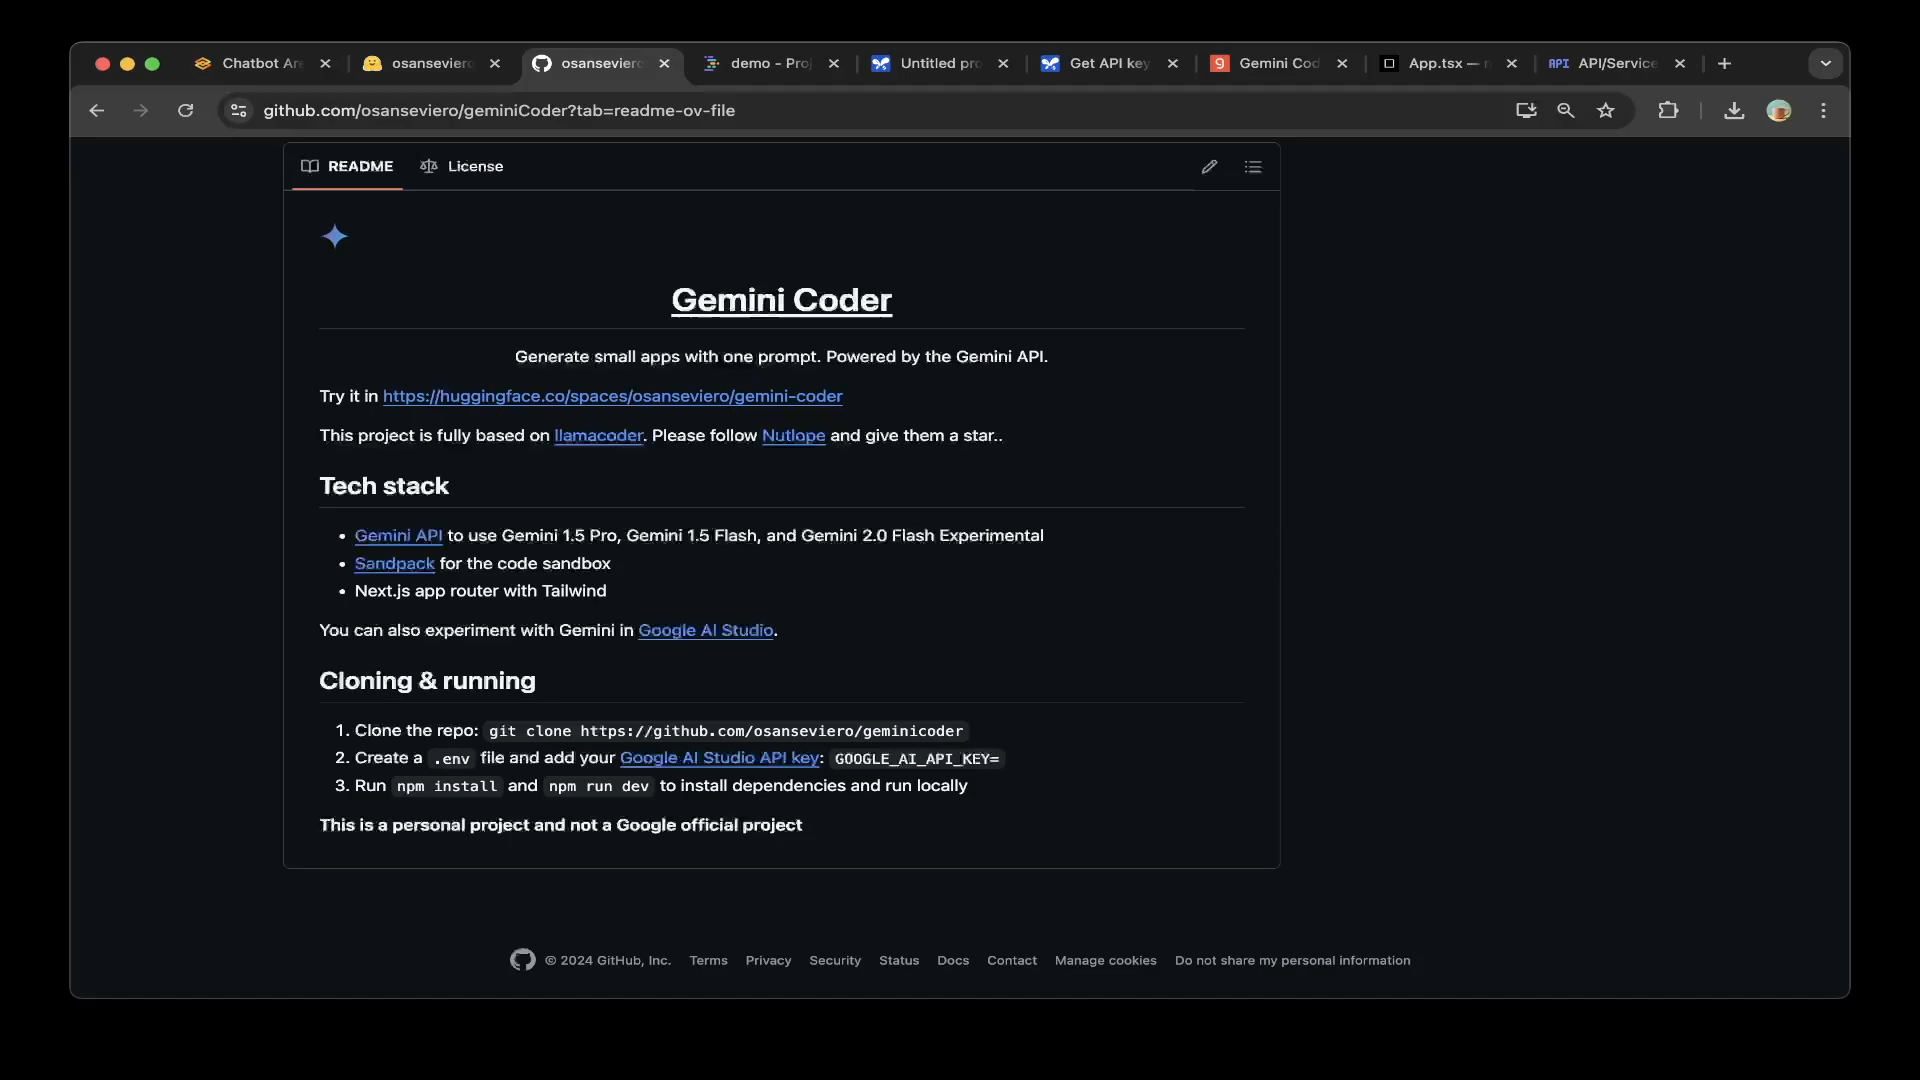 Chatbot Are
osanseviero
osanseviero
demo - Proj
Untitled pro
Get API key
9 Gemini Cod
App.tsx —
API API/Service
github.com/osanseviero/geminiCoder?tab=readme-ov-file
README
License
Gemini Coder
Generate small apps with one prompt. Powered by the Gemini API.
Try it in https://huggingface.co/spaces/osanseviero/gemini-coder
This project is fully based on llamacoder. Please follow Nutlope and give them a star..
Tech stack
• Gemini API to use Gemini 1.5 Pro, Gemini 1.5 Flash, and Gemini 2.0 Flash Experimental
• Sandpack for the code sandbox
• Next.js app router with Tailwind
You can also experiment with Gemini in Google AI Studio.
Cloning & running
1. Clone the repo: git clone https://github.com/osanseviero/geminicoder
2. Create a .env file and add your Google AI Studio API key: GOOGLE_AI_API_KEY=
3. Run npm install and npm run dev to install dependencies and run locally
This is a personal project and not a Google official project
© 2024 GitHub, Inc. Terms Privacy Security Status Docs Contact Manage cookies Do not share my personal information